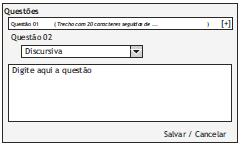 Questões
Questão 01 ( Trecho com 20 caracteres seguidos de .... ) [+]
Questão 02
Discursiva
Digite aqui a questão
Salvar / Cancelar